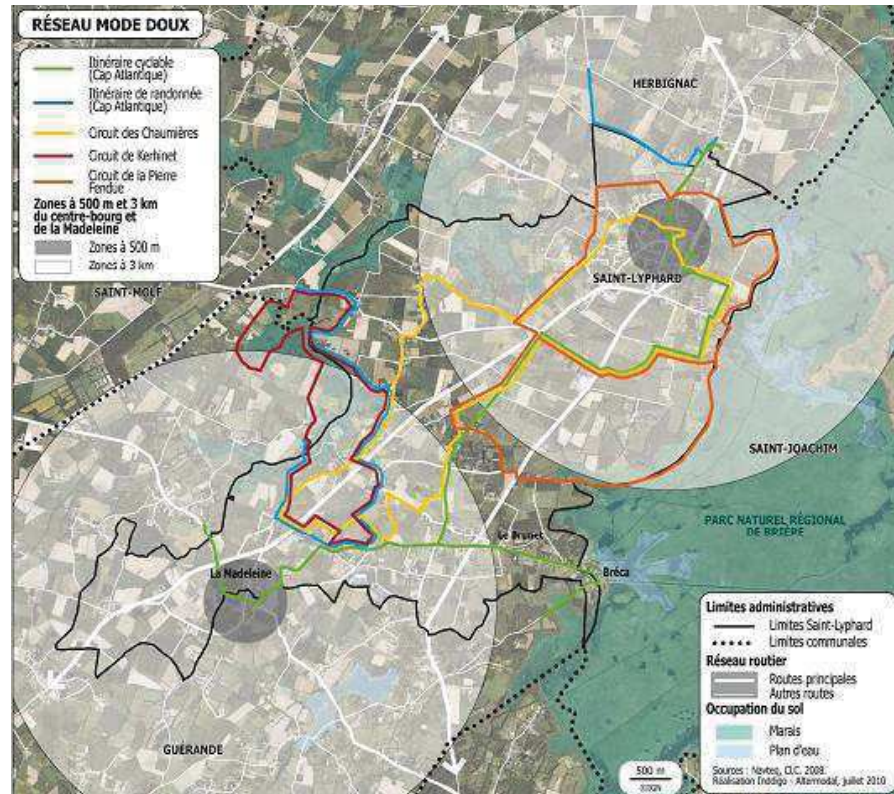 RÉSEAU MODE DOUX
Itinéraire cyclable
(Cap Atlantique)
Itinéraire de randonnée
(Cap Atlantique)
Circuit des Chaumières
Circuit de Kerhinet
Circuit de la Pierre
Fendue
Zones à 500 m et 3 km
du centre-bourg et
de la Madeleine
Zones à 500 m
Zones à 3 km
HERBIGNAC
SAINT-LYPHARD
SAINT-MOLF
SAINT-JOACHIM
PARC NATUREL RÉGIONAL
DE BRIÈRE
Le Brunet
Bréca
La Madeleine
GUÉRANDE
Limites administratives
Limites Saint-Lyphard
Limites communales
Réseau routier
Routes principales
Autres routes
Occupation du sol
Marais
Plan d'eau
500 m
Sources : Navteq, CLC, 2008.
Réalisation Inddigo - Altermodal, juillet 2010